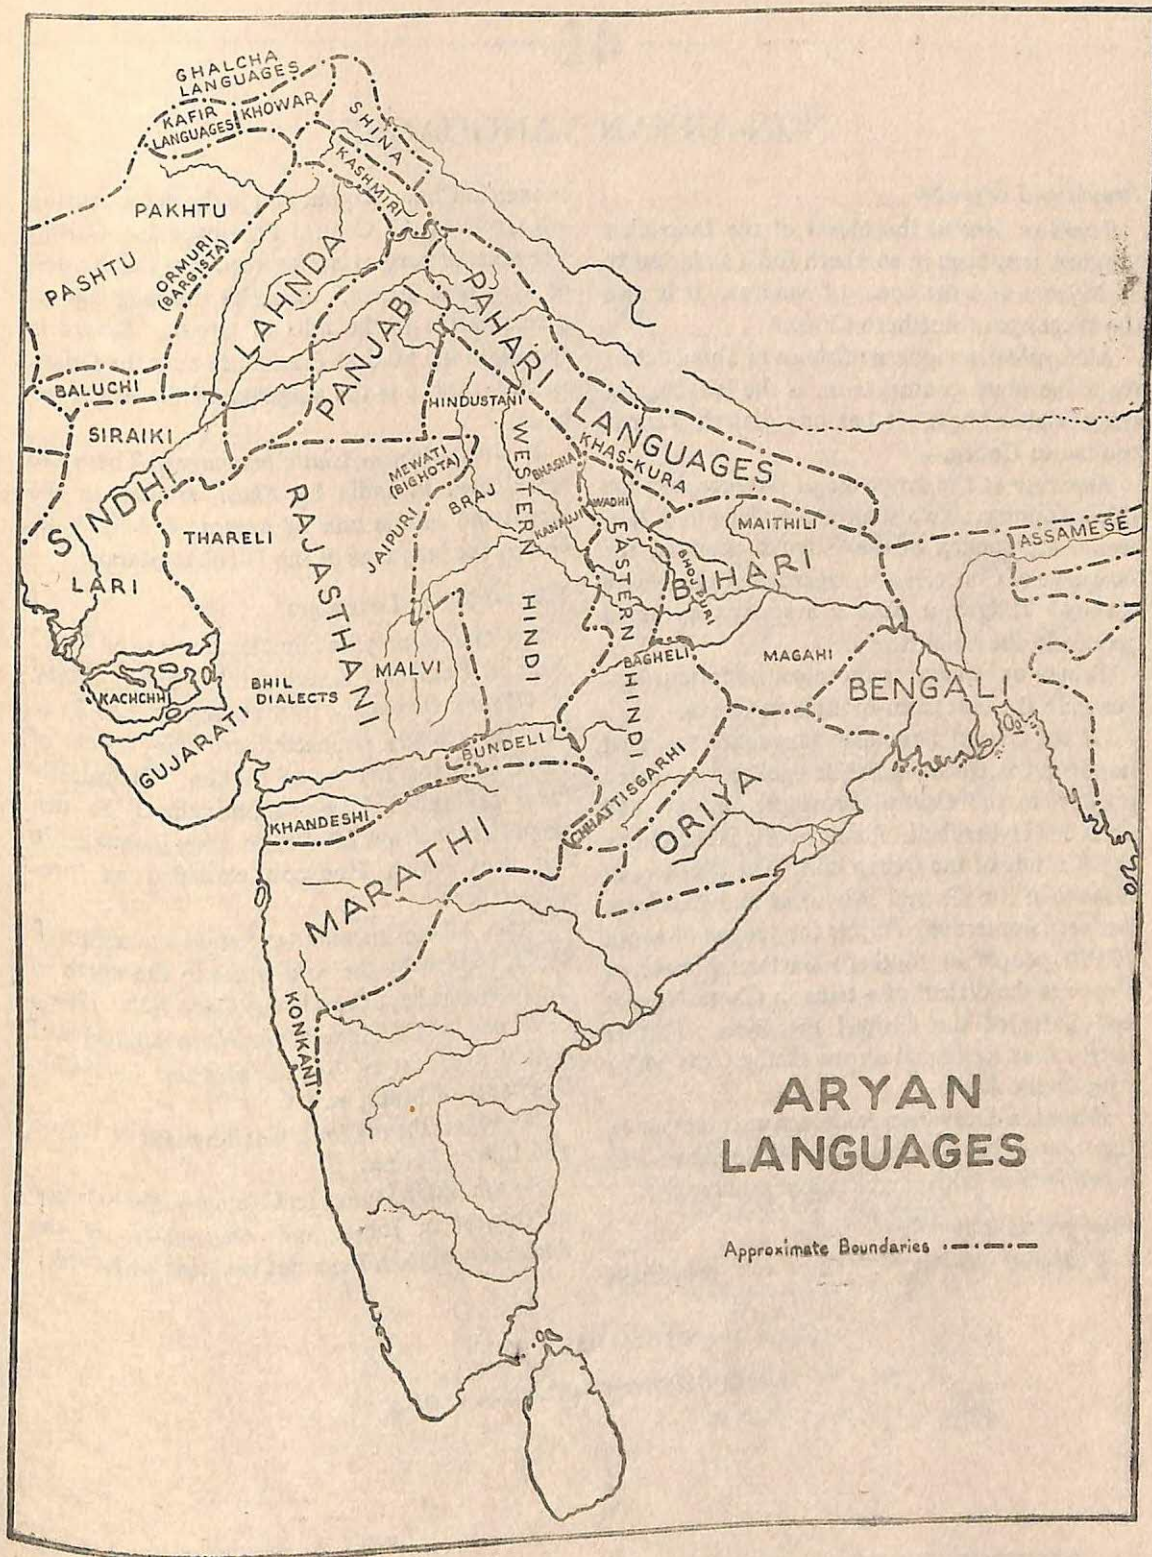 GHALCHA
LANGUAGES
KAFIR
LANGUAGES
KHOWAR
SHINA
KASHMIRI
PAKHTU
PASHTU
ORMURI
(BARGISTA)
LAHNDA
PANJABI
PAHARI
LANGUAGES
BALUCHI
SIRAIKI
HINDUSTANI
KHAS-KURA
SINDHI
LARI
THARELI
MEWATI
(BIGHOTA)
JAIPURI
BRAJ
BHASHA
KANAUJI
AWADHI
WESTERN
HINDI
EASTERN HINDI
RAJASTHANI
MAITHILI
BHOJPURI
BIHARI
ASSAMESE
MALVI
BAGHELI
MAGAHI
BENGALI
KACHCHHI
BHIL
DIALECTS
GUJARATI
BUNDELI
KHANDESHI
CHHATTISGARHI
ORIYA
MARATHI
KONKANI
ARYAN
LANGUAGES
Approximate Boundaries